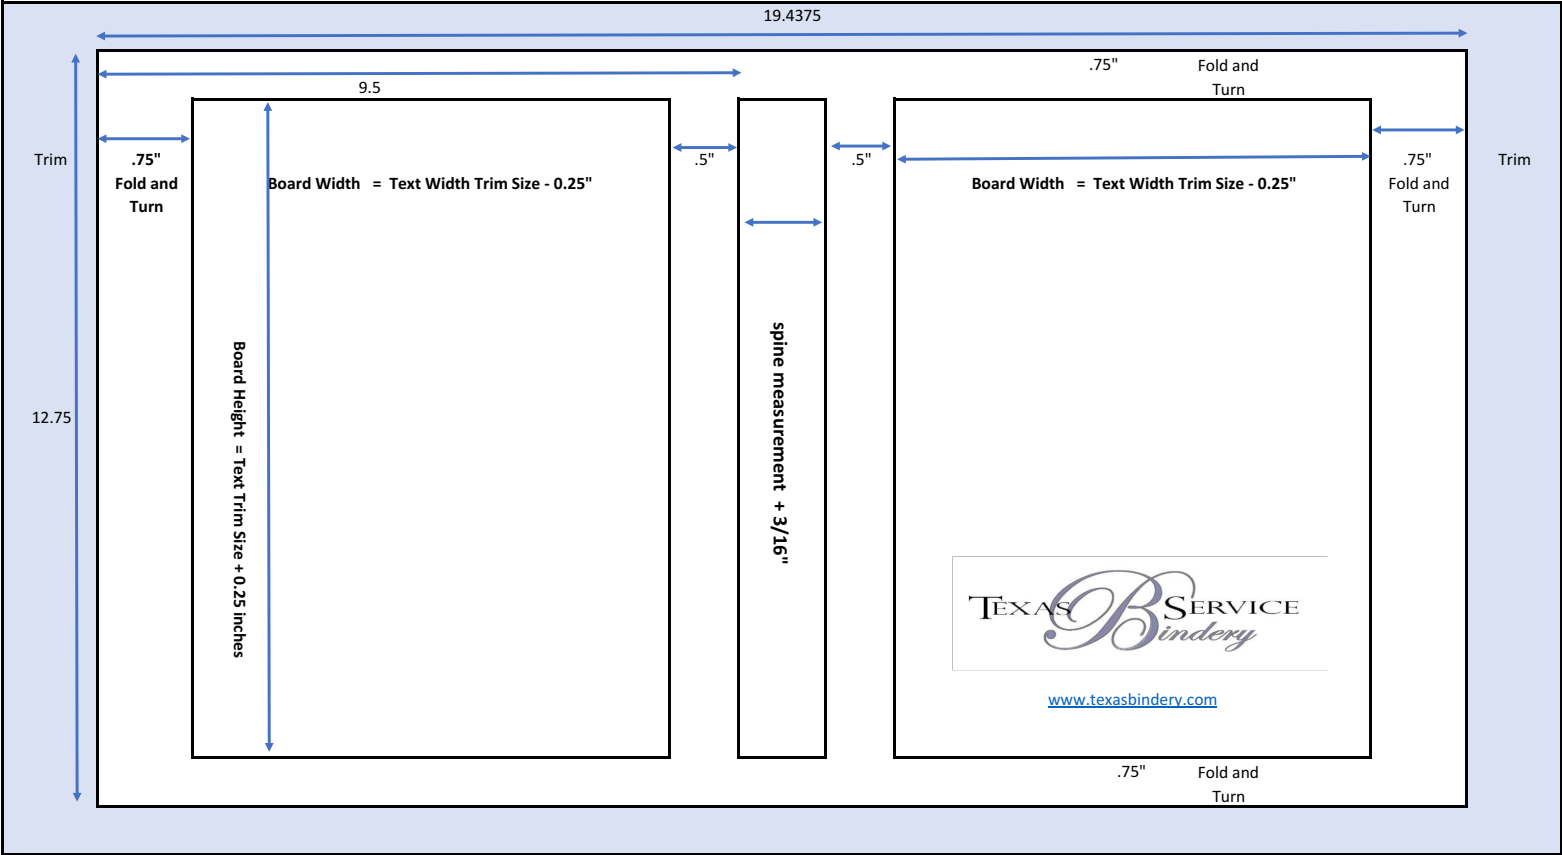 19.4375
.75" Fold and
Turn
9.5
Trim
.75"
Fold and
Turn
.5"
.5"
.75"
Fold and
Turn
Trim
Board Width = Text Width Trim Size - 0.25"
Board Width = Text Width Trim Size - 0.25"
12.75
Board Height = Text Trim Size + 0.25 inches
spine measurement + 3/16"
TEXAS SERVICE
Bindery
www.texasbindery.com
.75" Fold and
Turn